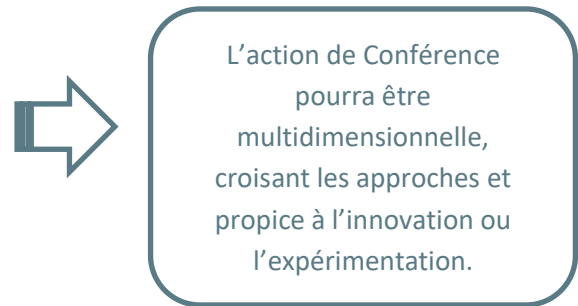 L’action de Conférence
pourra être
multidimensionnelle,
croisant les approches et
propice à l’innovation ou
l’expérimentation.